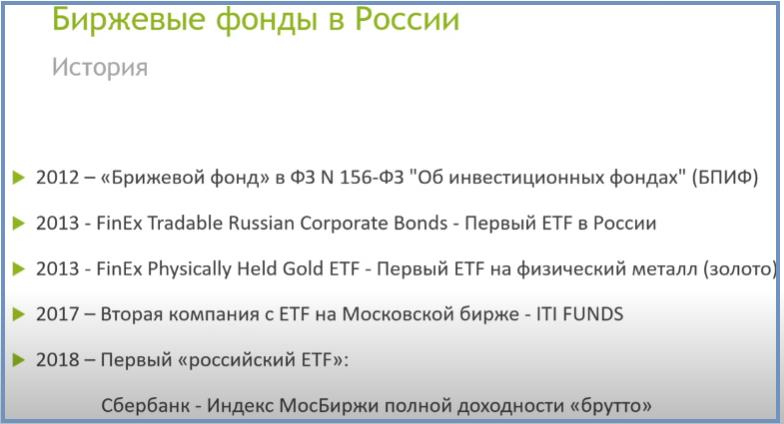 Биржевые фонды в России
История
2012 – «Брижевой фонд» в ФЗ N 156-ФЗ "Об инвестиционных фондах" (БПИФ)
2013 - FinEx Tradable Russian Corporate Bonds - Первый ETF в России
2013 - FinEx Physically Held Gold ETF - Первый ETF на физический металл (золото)
2017 – Вторая компания с ETF на Московской бирже - ITI FUNDS
2018 – Первый «российский ETF»:
Сбербанк - Индекс МосБиржи полной доходности «брутто»